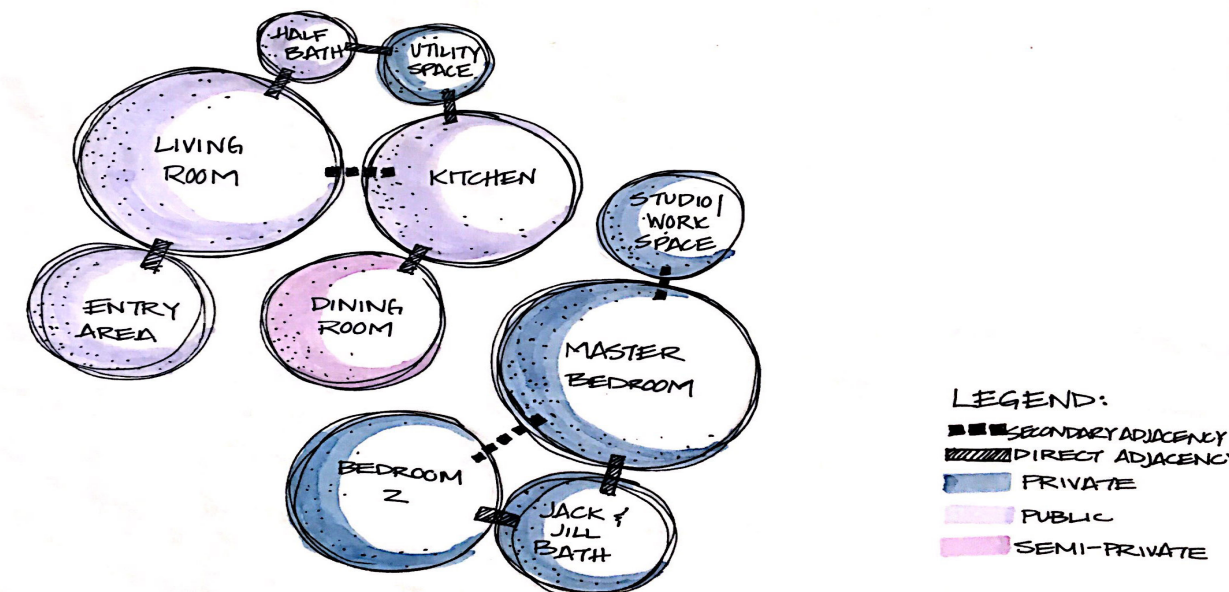 HALF
BATH
UTILITY
SPACE
LIVING
ROOM
KITCHEN
STUDIO/
WORK
SPACE
ENTRY
AREA
DINING
ROOM
MASTER
BEDROOM
BEDROOM
2
JACK &
JILL
BATH
LEGEND:
SECONDARY ADJACENCY
DIRECT ADJACENCY
PRIVATE
PUBLIC
SEMI-PRIVATE